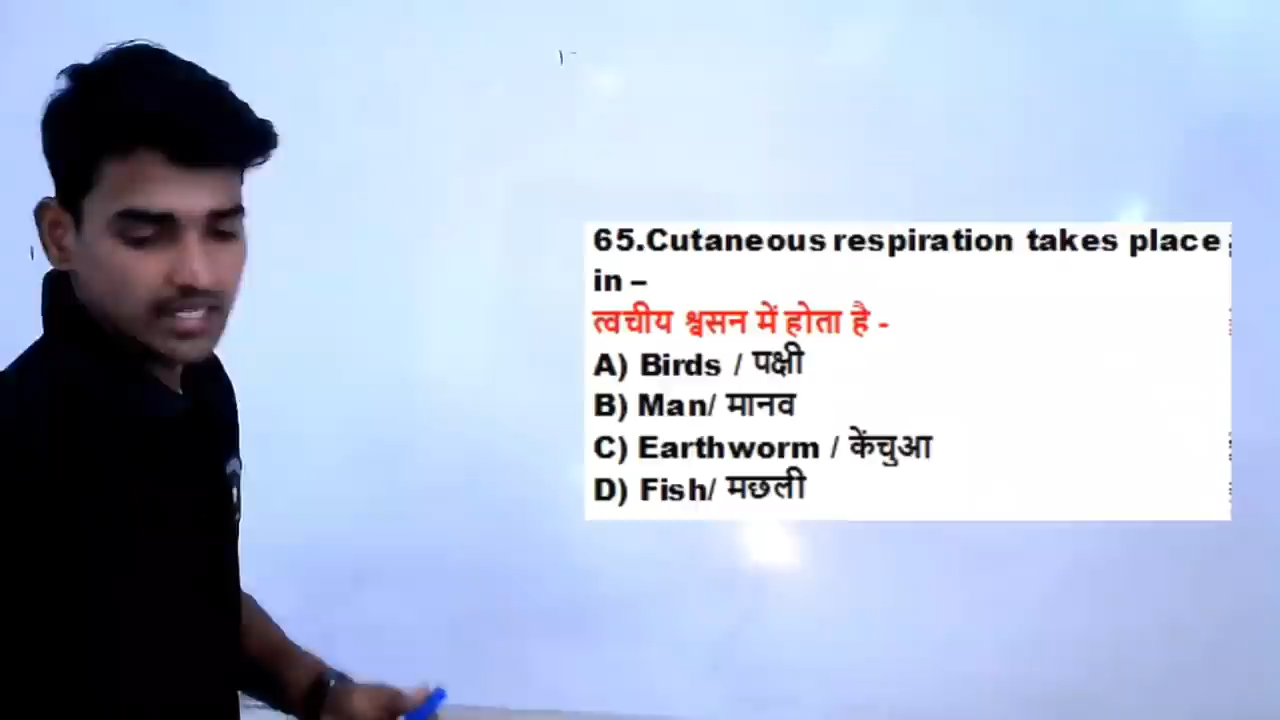 65.Cutaneous respiration takes place
in –
त्वचीय श्वसन में होता है -
A) Birds / पक्षी
B) Man/ मानव
C) Earthworm / केंचुआ
D) Fish/ मछली